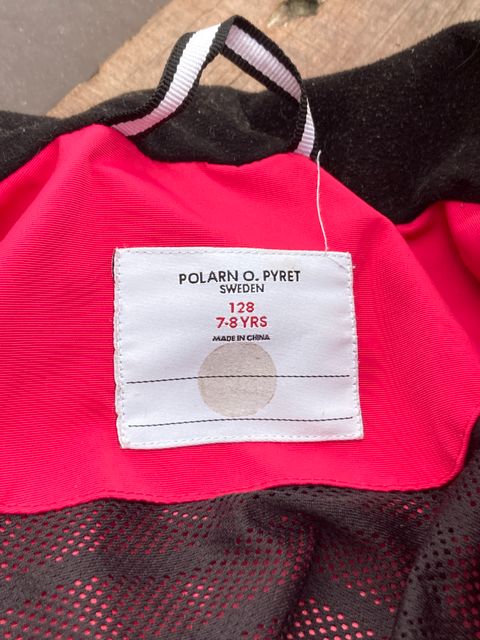 POLARN O. PYRET
SWEDEN
128
7-8 YRS
MADE IN CHINA